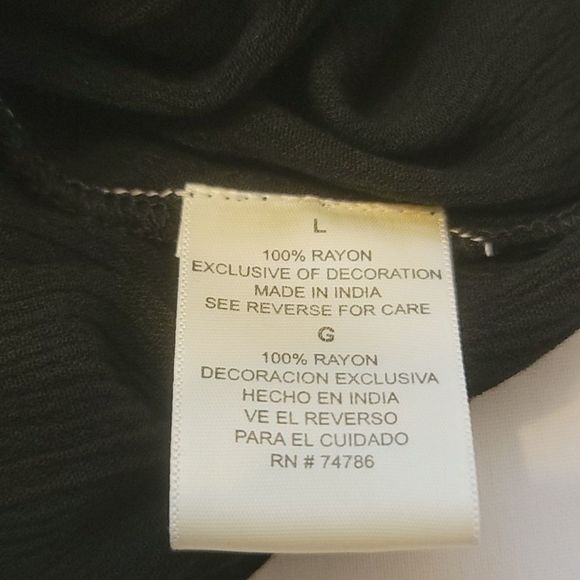 L
100% RAYON
EXCLUSIVE OF DECORATION
MADE IN INDIA
SEE REVERSE FOR CARE
G
100% RAYON
DECORACION EXCLUSIVA
HECHO EN INDIA
VE EL REVERSO
PARA EL CUIDADO
RN # 74786